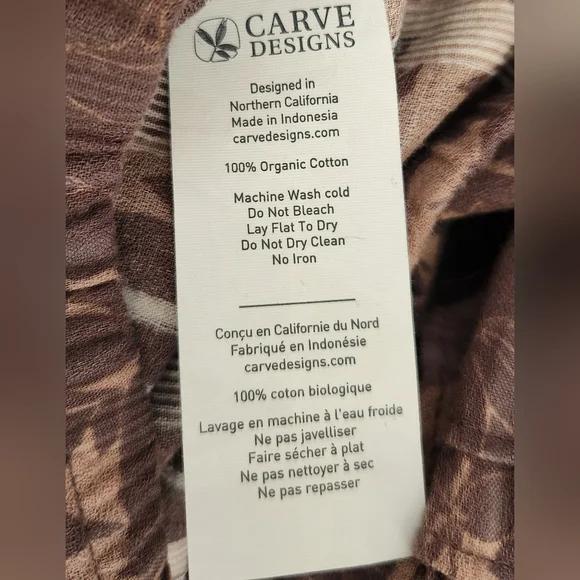 CARVE
DESIGNS
Designed in
Northern California
Made in Indonesia
carvedesigns.com
100% Organic Cotton
Machine Wash cold
Do Not Bleach
Lay Flat To Dry
Do Not Dry Clean
No Iron
Conçu en Californie du Nord
Fabriqué en Indonésie
carvedesigns.com
100% coton biologique
Lavage en machine à l'eau froide
Ne pas javelliser
Faire sécher à plat
Ne pas nettoyer à sec
Ne pas repasser